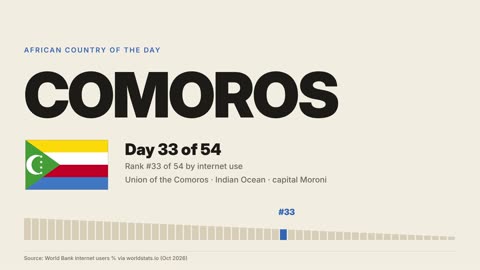 AFRICAN COUNTRY OF THE DAY
COMOROS
Day 33 of 54
Rank #33 of 54 by internet use
Union of the Comoros · Indian Ocean · capital Moroni
#33
Source: World Bank Internet users % via worldstats.io (Oct 2026)